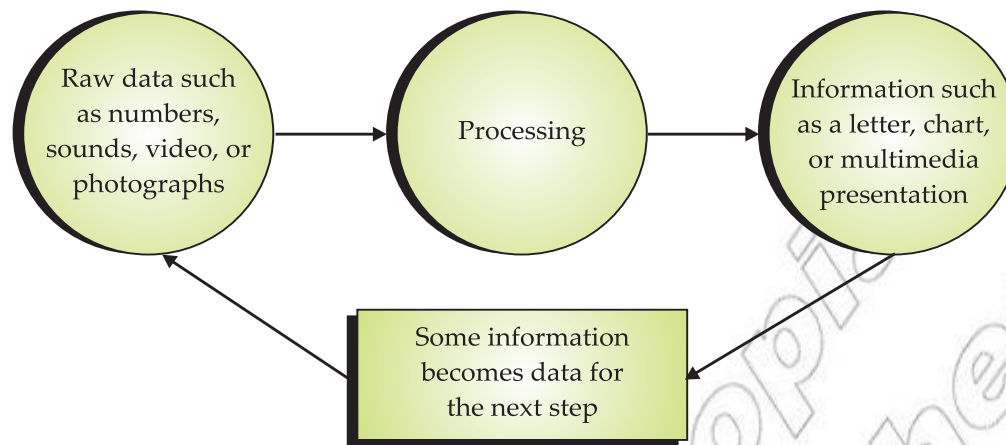 Raw data such
as numbers,
sounds, video, or
photographs
Processing
Information such
as a letter, chart,
or multimedia
presentation
Some information
becomes data for
the next step